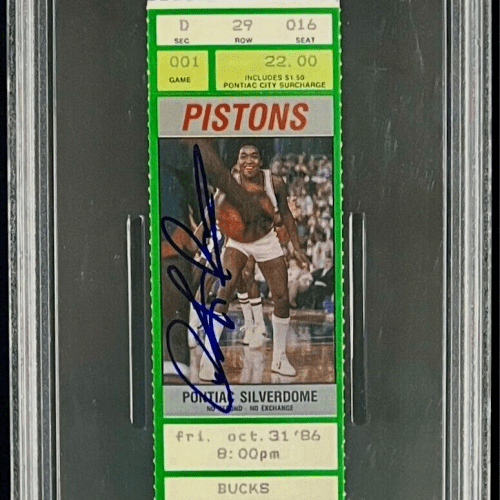 D 29 016
SEC ROW SEAT
001 22.00
GAME INCLUDES $1.50
PONTIAC CITY SURCHARGE
PISTONS
PONTIAC SILVERDOME
NO REFUND - NO EXCHANGE
fri. oct.31'86
8:00pm
BUCKS